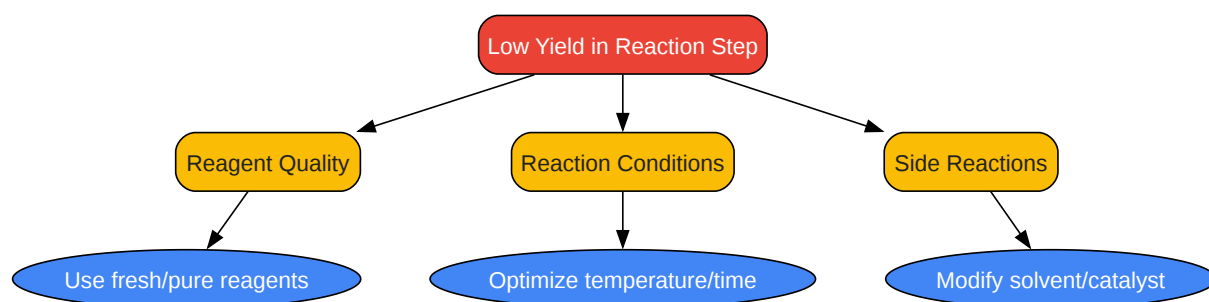 Low Yield in Reaction Step
Reagent Quality
Reaction Conditions
Side Reactions
Use fresh/pure reagents
Optimize temperature/time
Modify solvent/catalyst